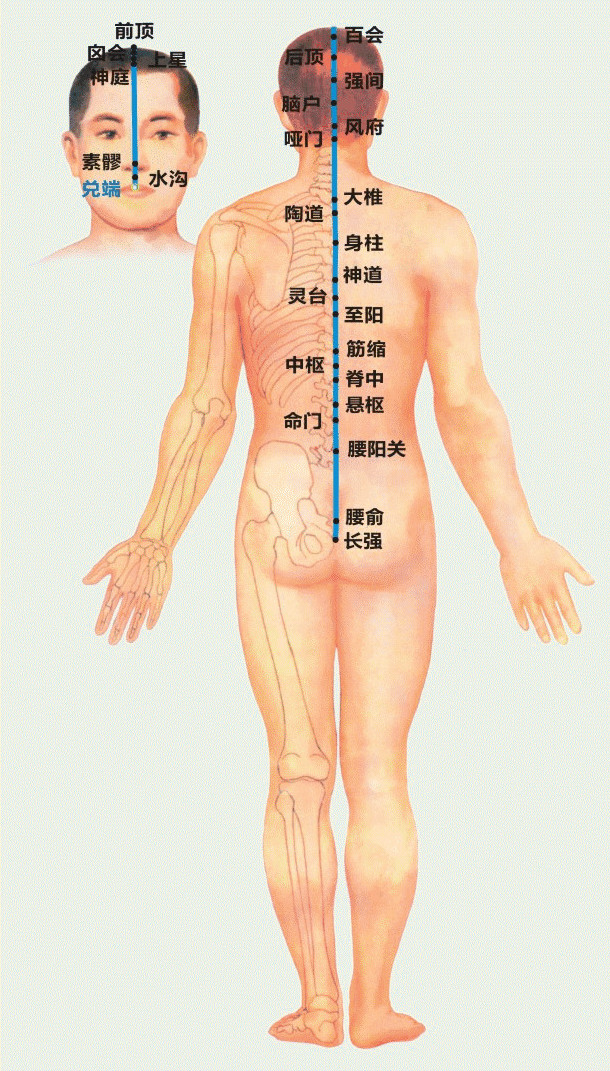 前顶
囟会
上星
神庭
素髎
水沟
兑端
百会
后顶
强间
脑户
风府
哑门
大椎
陶道
身柱
神道
灵台
至阳
筋缩
中枢
脊中
悬枢
命门
腰阳关
腰俞
长强